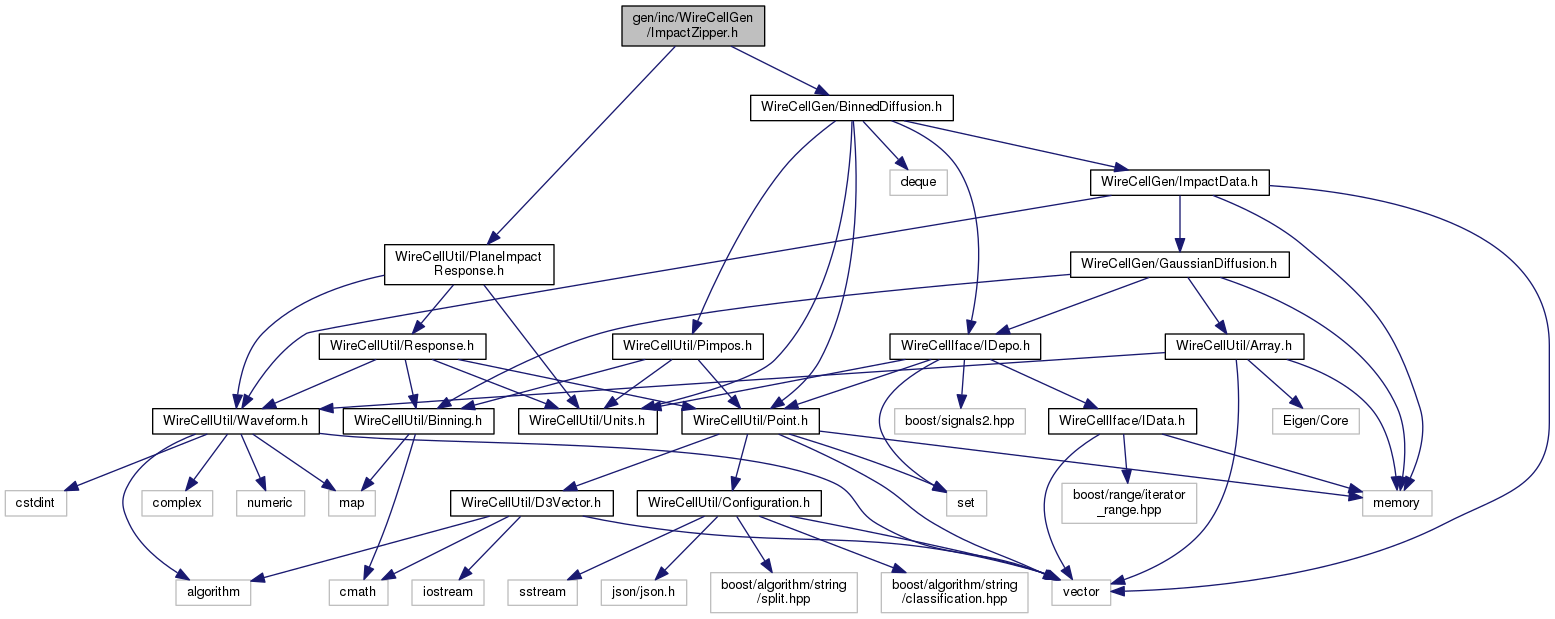 gen/inc/WireCellGen
/ImpactZipper.h
WireCellGen/BinnedDiffusion.h
deque
WireCellGen/ImpactData.h
WireCellUtil/PlaneImpact
Response.h
WireCellGen/GaussianDiffusion.h
WireCellUtil/Response.h
WireCellUtil/Pimpos.h
WireCellIface/IDepo.h
WireCellUtil/Array.h
WireCellUtil/Waveform.h
WireCellUtil/Binning.h
WireCellUtil/Units.h
WireCellUtil/Point.h
boost/signals2.hpp
WireCellIface/IData.h
Eigen/Core
cstdint
complex
numeric
map
WireCellUtil/D3Vector.h
WireCellUtil/Configuration.h
set
boost/range/iterator
_range.hpp
memory
algorithm
cmath
iostream
sstream
json/json.h
boost/algorithm/string
/split.hpp
boost/algorithm/string
/classification.hpp
vector